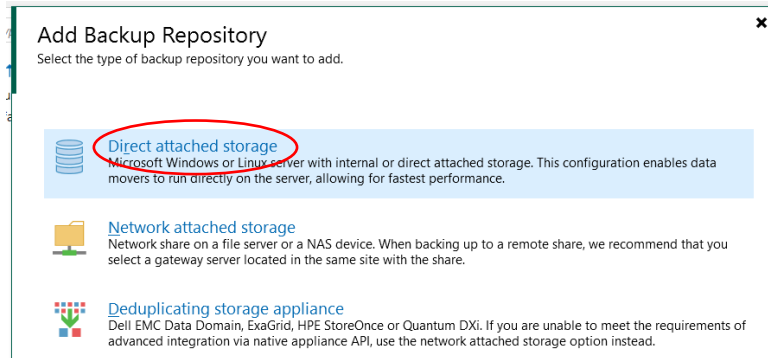 Add Backup Repository
Select the type of backup repository you want to add.
Direct attached storage
Microsoft Windows or Linux server with internal or direct attached storage. This configuration enables data
movers to run directly on the server, allowing for fastest performance.
Network attached storage
Network share on a file server or a NAS device. When backing up to a remote share, we recommend that you
select a gateway server located in the same site with the share.
Deduplicating storage appliance
Dell EMC Data Domain, ExaGrid, HPE StoreOnce or Quantum DXi. If you are unable to meet the requirements of
advanced integration via native appliance API, use the network attached storage option instead.